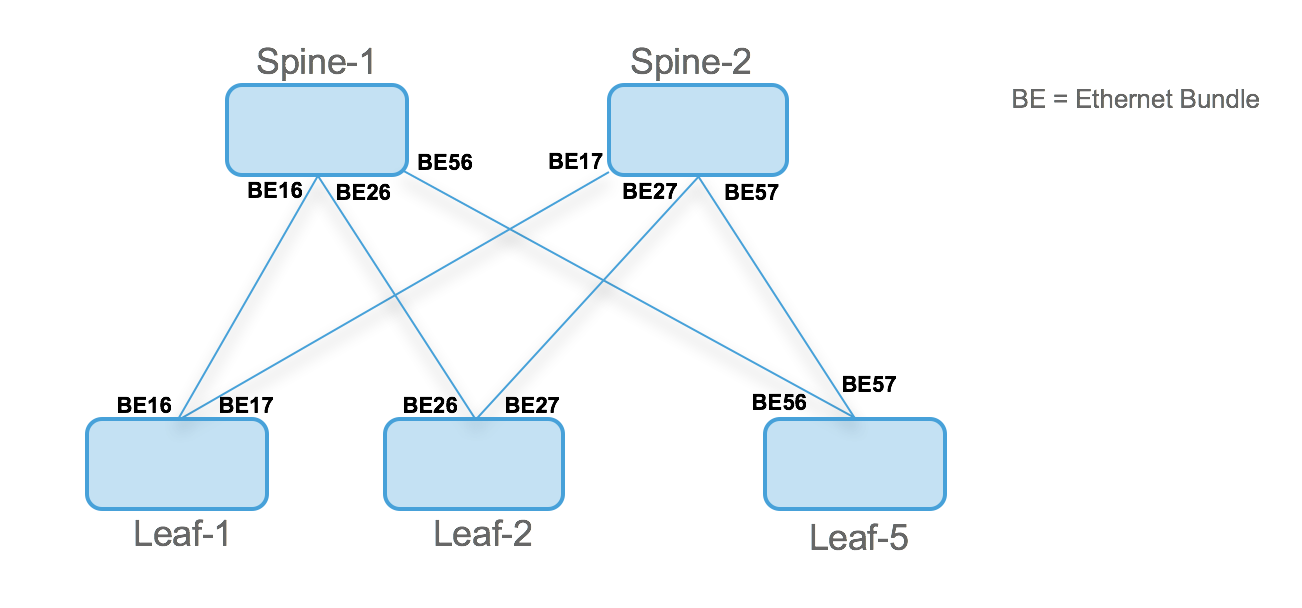 Spine-1
Spine-2
BE = Ethernet Bundle
BE56
BE17
BE16
BE26
BE27
BE57
BE16
BE17
BE26
BE27
BE56
BE57
Leaf-1
Leaf-2
Leaf-5